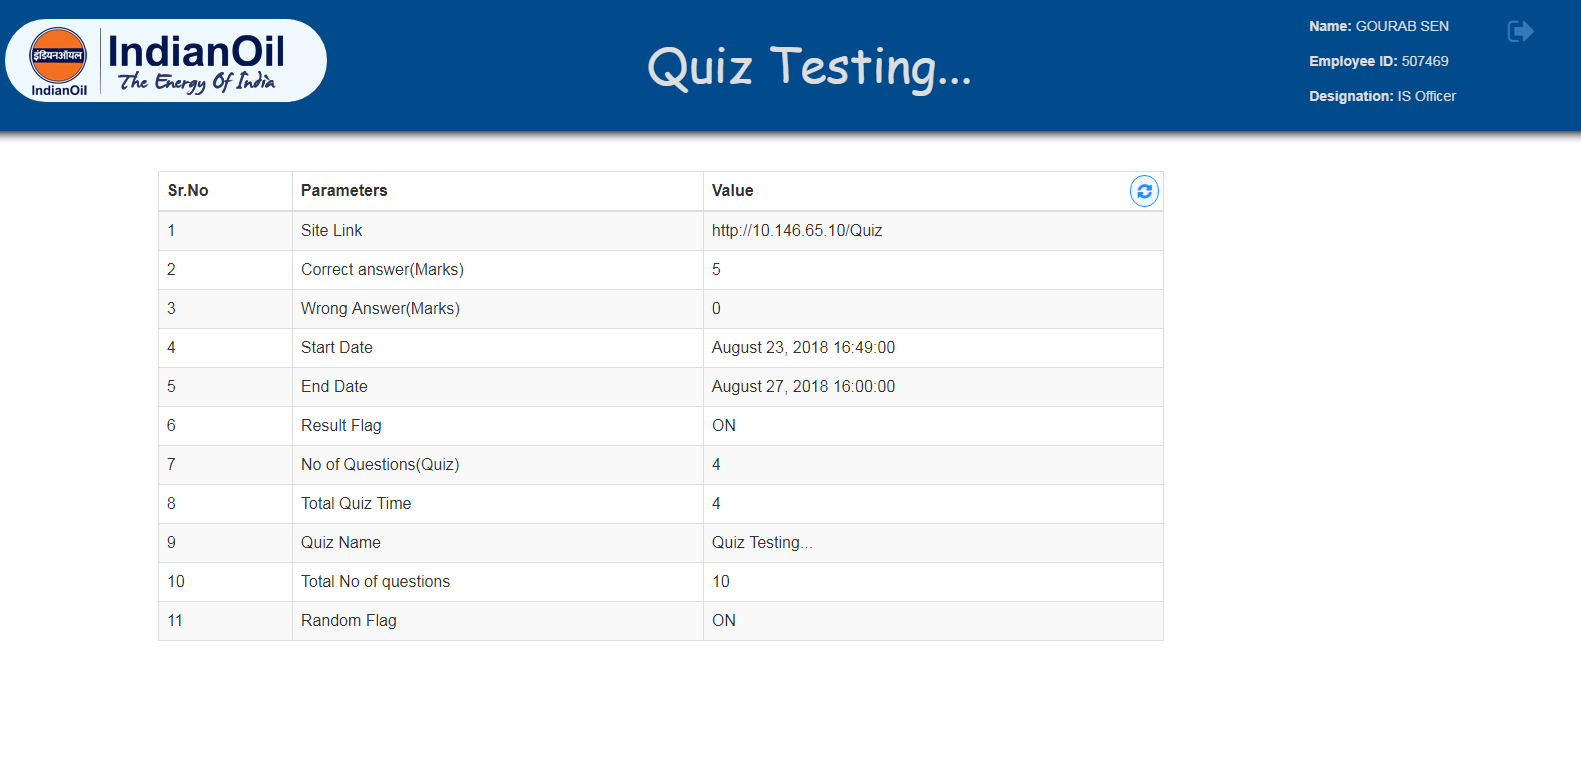 इंडियनऑयल
IndianOil
IndianOil
The Energy Of India
Quiz Testing...
Name: GOURAB SEN
Employee ID: 507469
Designation: IS Officer
Sr.No Parameters Value
1 Site Link http://10.146.65.10/Quiz
2 Correct answer(Marks) 5
3 Wrong Answer(Marks) 0
4 Start Date August 23, 2018 16:49:00
5 End Date August 27, 2018 16:00:00
6 Result Flag ON
7 No of Questions(Quiz) 4
8 Total Quiz Time 4
9 Quiz Name Quiz Testing...
10 Total No of questions 10
11 Random Flag ON